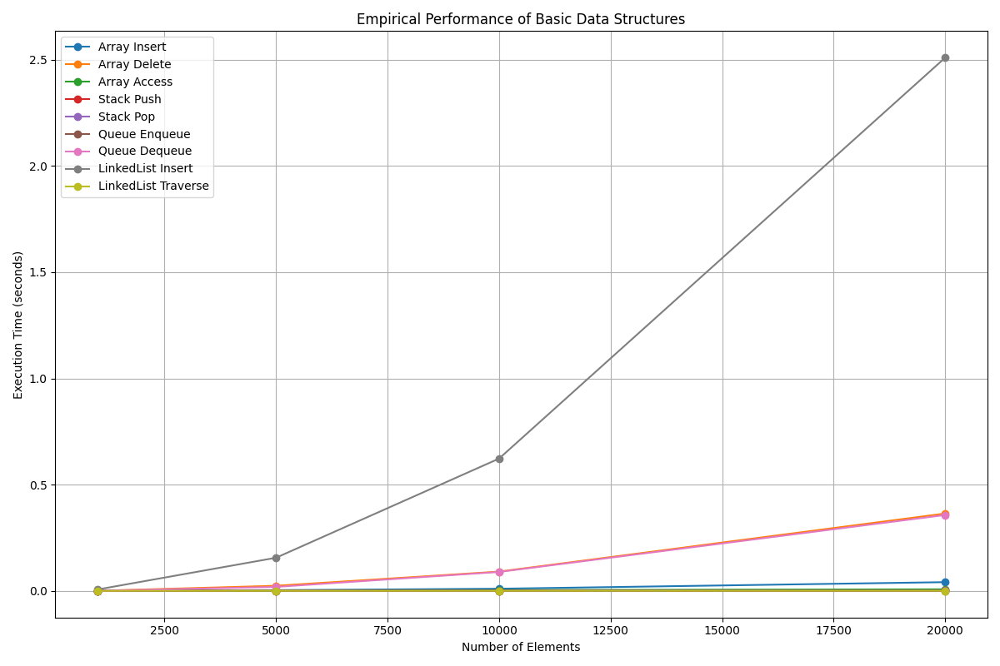 Empirical Performance of Basic Data Structures
Array Insert
Array Delete
Array Access
Stack Push
Stack Pop
Queue Enqueue
Queue Dequeue
LinkedList Insert
LinkedList Traverse
Execution Time (seconds)
2.5
2.0
1.5
1.0
0.5
0.0
2500 5000 7500 10000 12500 15000 17500 20000
Number of Elements